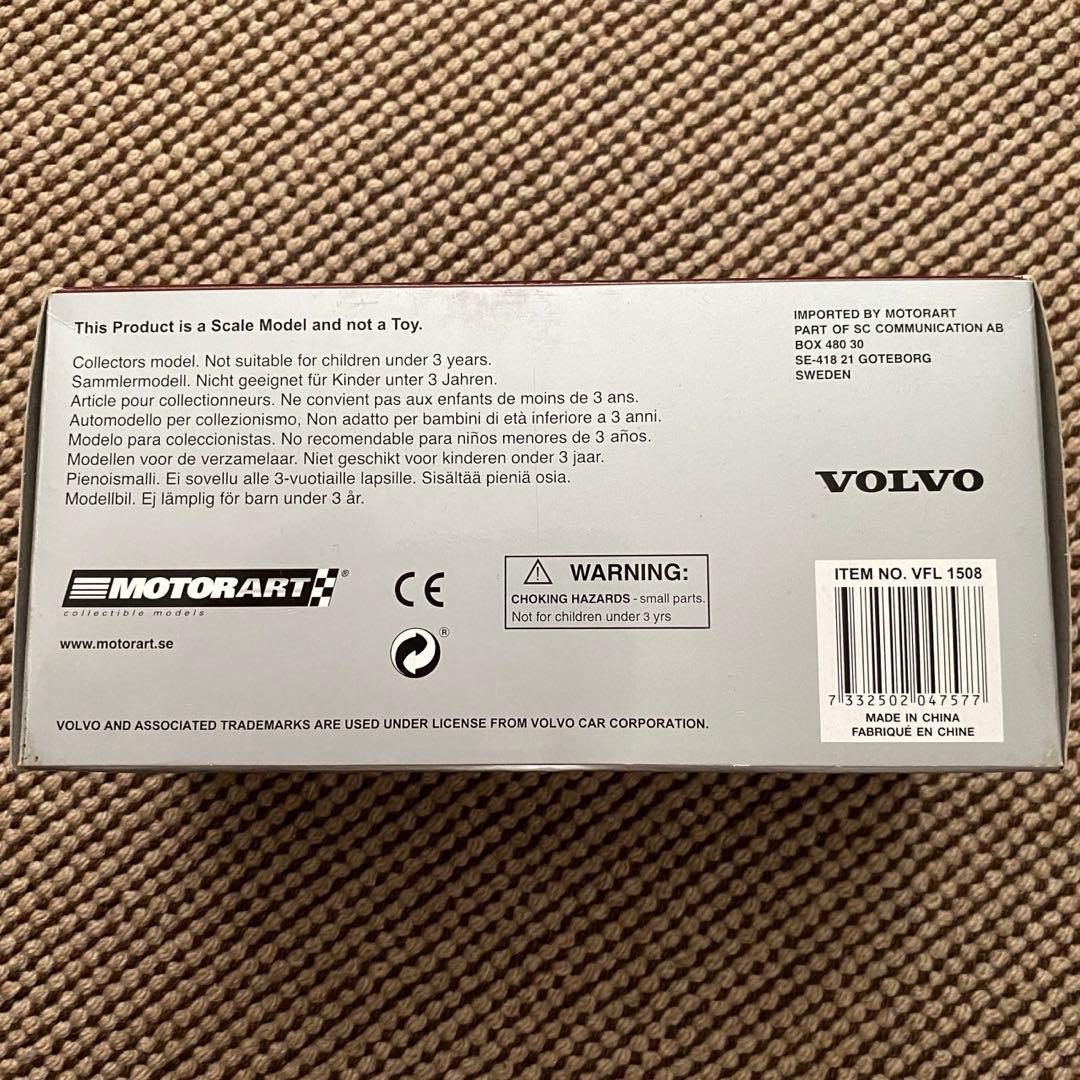 This Product is a Scale Model and not a Toy.
Collectors model. Not suitable for children under 3 years.
Sammlermodell. Nicht geeignet für Kinder unter 3 Jahren.
Article pour collectionneurs. Ne convient pas aux enfants de moins de 3 ans.
Automodello per collezionismo, Non adatto per bambini di età inferiore a 3 anni.
Modelo para coleccionistas. No recomendable para niños menores de 3 años.
Modellen voor de verzamelaar. Niet geschikt voor kinderen onder 3 jaar.
Pienoismalli. Ei sovellu alle 3-vuotiaille lapsille. Sisältää pieniä osia.
Modellbil. Ej lämplig för barn under 3 år.
IMPORTED BY MOTORART
PART OF SC COMMUNICATION AB
BOX 480 30
SE-418 21 GOTEBORG
SWEDEN
VOLVO
MOTORART®
collectible models
www.motorart.se
CE
®
⚠ WARNING:
CHOKING HAZARDS - small parts.
Not for children under 3 yrs
ITEM NO. VFL 1508
7 332502 047577
MADE IN CHINA
FABRIQUÉ EN CHINE
VOLVO AND ASSOCIATED TRADEMARKS ARE USED UNDER LICENSE FROM VOLVO CAR CORPORATION.